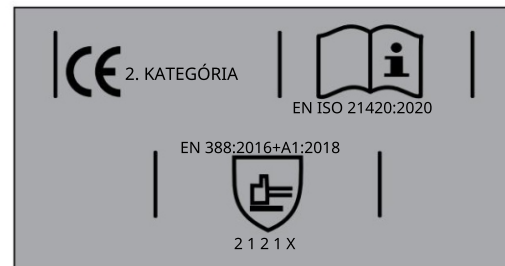 CE 2. KATEGÓRIA
i
EN ISO 21420:2020
EN 388:2016+A1:2018
2 1 2 1 X